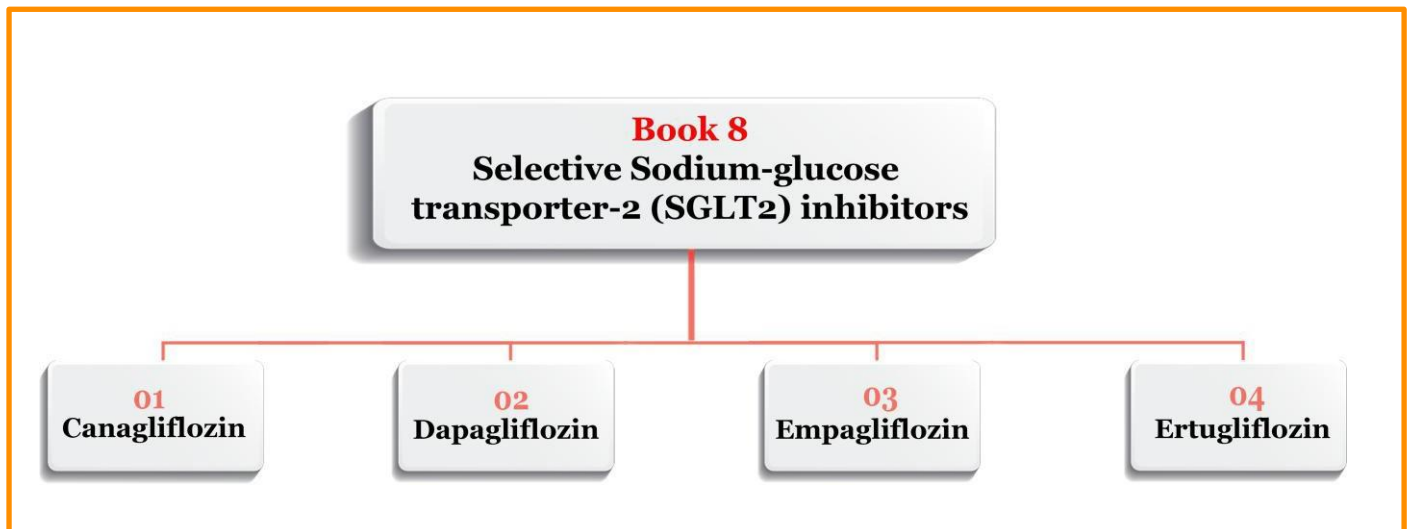 Book 8
Selective Sodium-glucose
transporter-2 (SGLT2) inhibitors
01
Canagliflozin
02
Dapagliflozin
03
Empagliflozin
04
Ertugliflozin